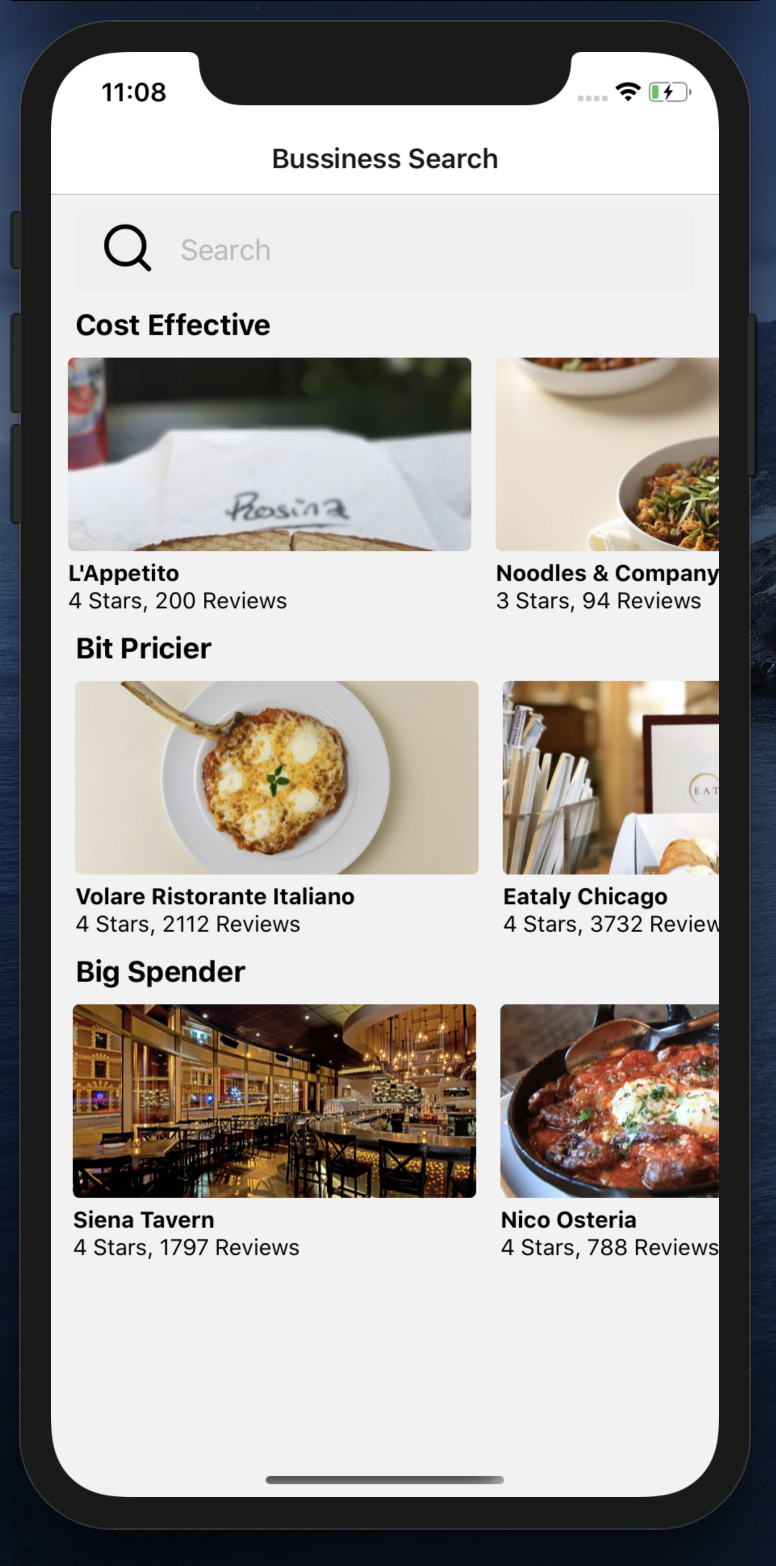 11:08
Bussiness Search
Search
Cost Effective
Rosina
L'Appetito
4 Stars, 200 Reviews
Noodles & Company
3 Stars, 94 Reviews
Bit Pricier
EAT
Volare Ristorante Italiano
4 Stars, 2112 Reviews
Eataly Chicago
4 Stars, 3732 Review
Big Spender
Siena Tavern
4 Stars, 1797 Reviews
Nico Osteria
4 Stars, 788 Reviews